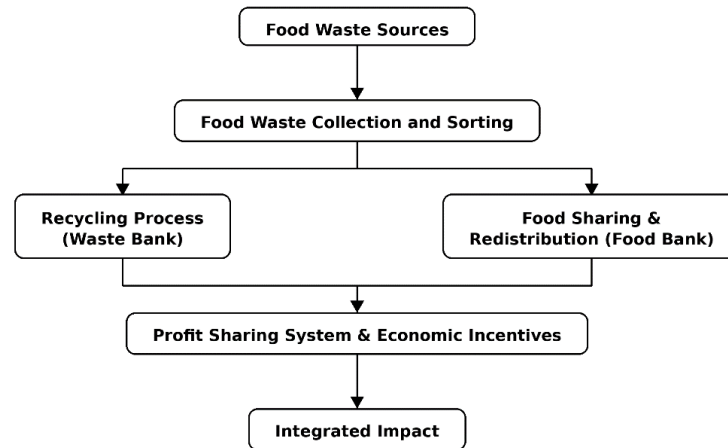 Food Waste Sources
Food Waste Collection and Sorting
Recycling Process
(Waste Bank)
Food Sharing &
Redistribution (Food Bank)
Profit Sharing System & Economic Incentives
Integrated Impact